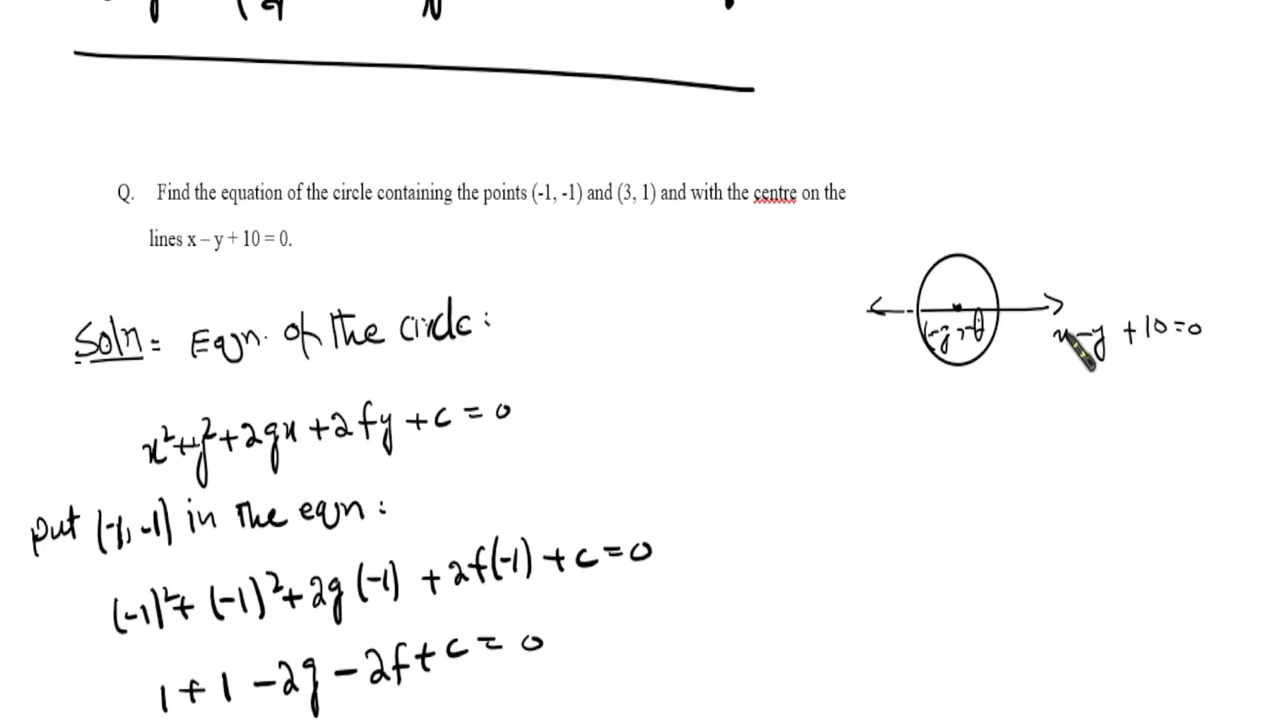 Q. Find the equation of the circle containing the points (-1, -1) and (3, 1) and with the centre on the
lines x – y + 10 = 0.
Soln = Eqn. of the circle :
(-g, -f)
x - y + 10 = 0
x² + y² + 2gx + 2fy + c = 0
put (-1, -1) in the eqn :
(-1)² + (-1)² + 2g (-1) + 2f(-1) + c = 0
1 + 1 - 2g - 2f + c = 0